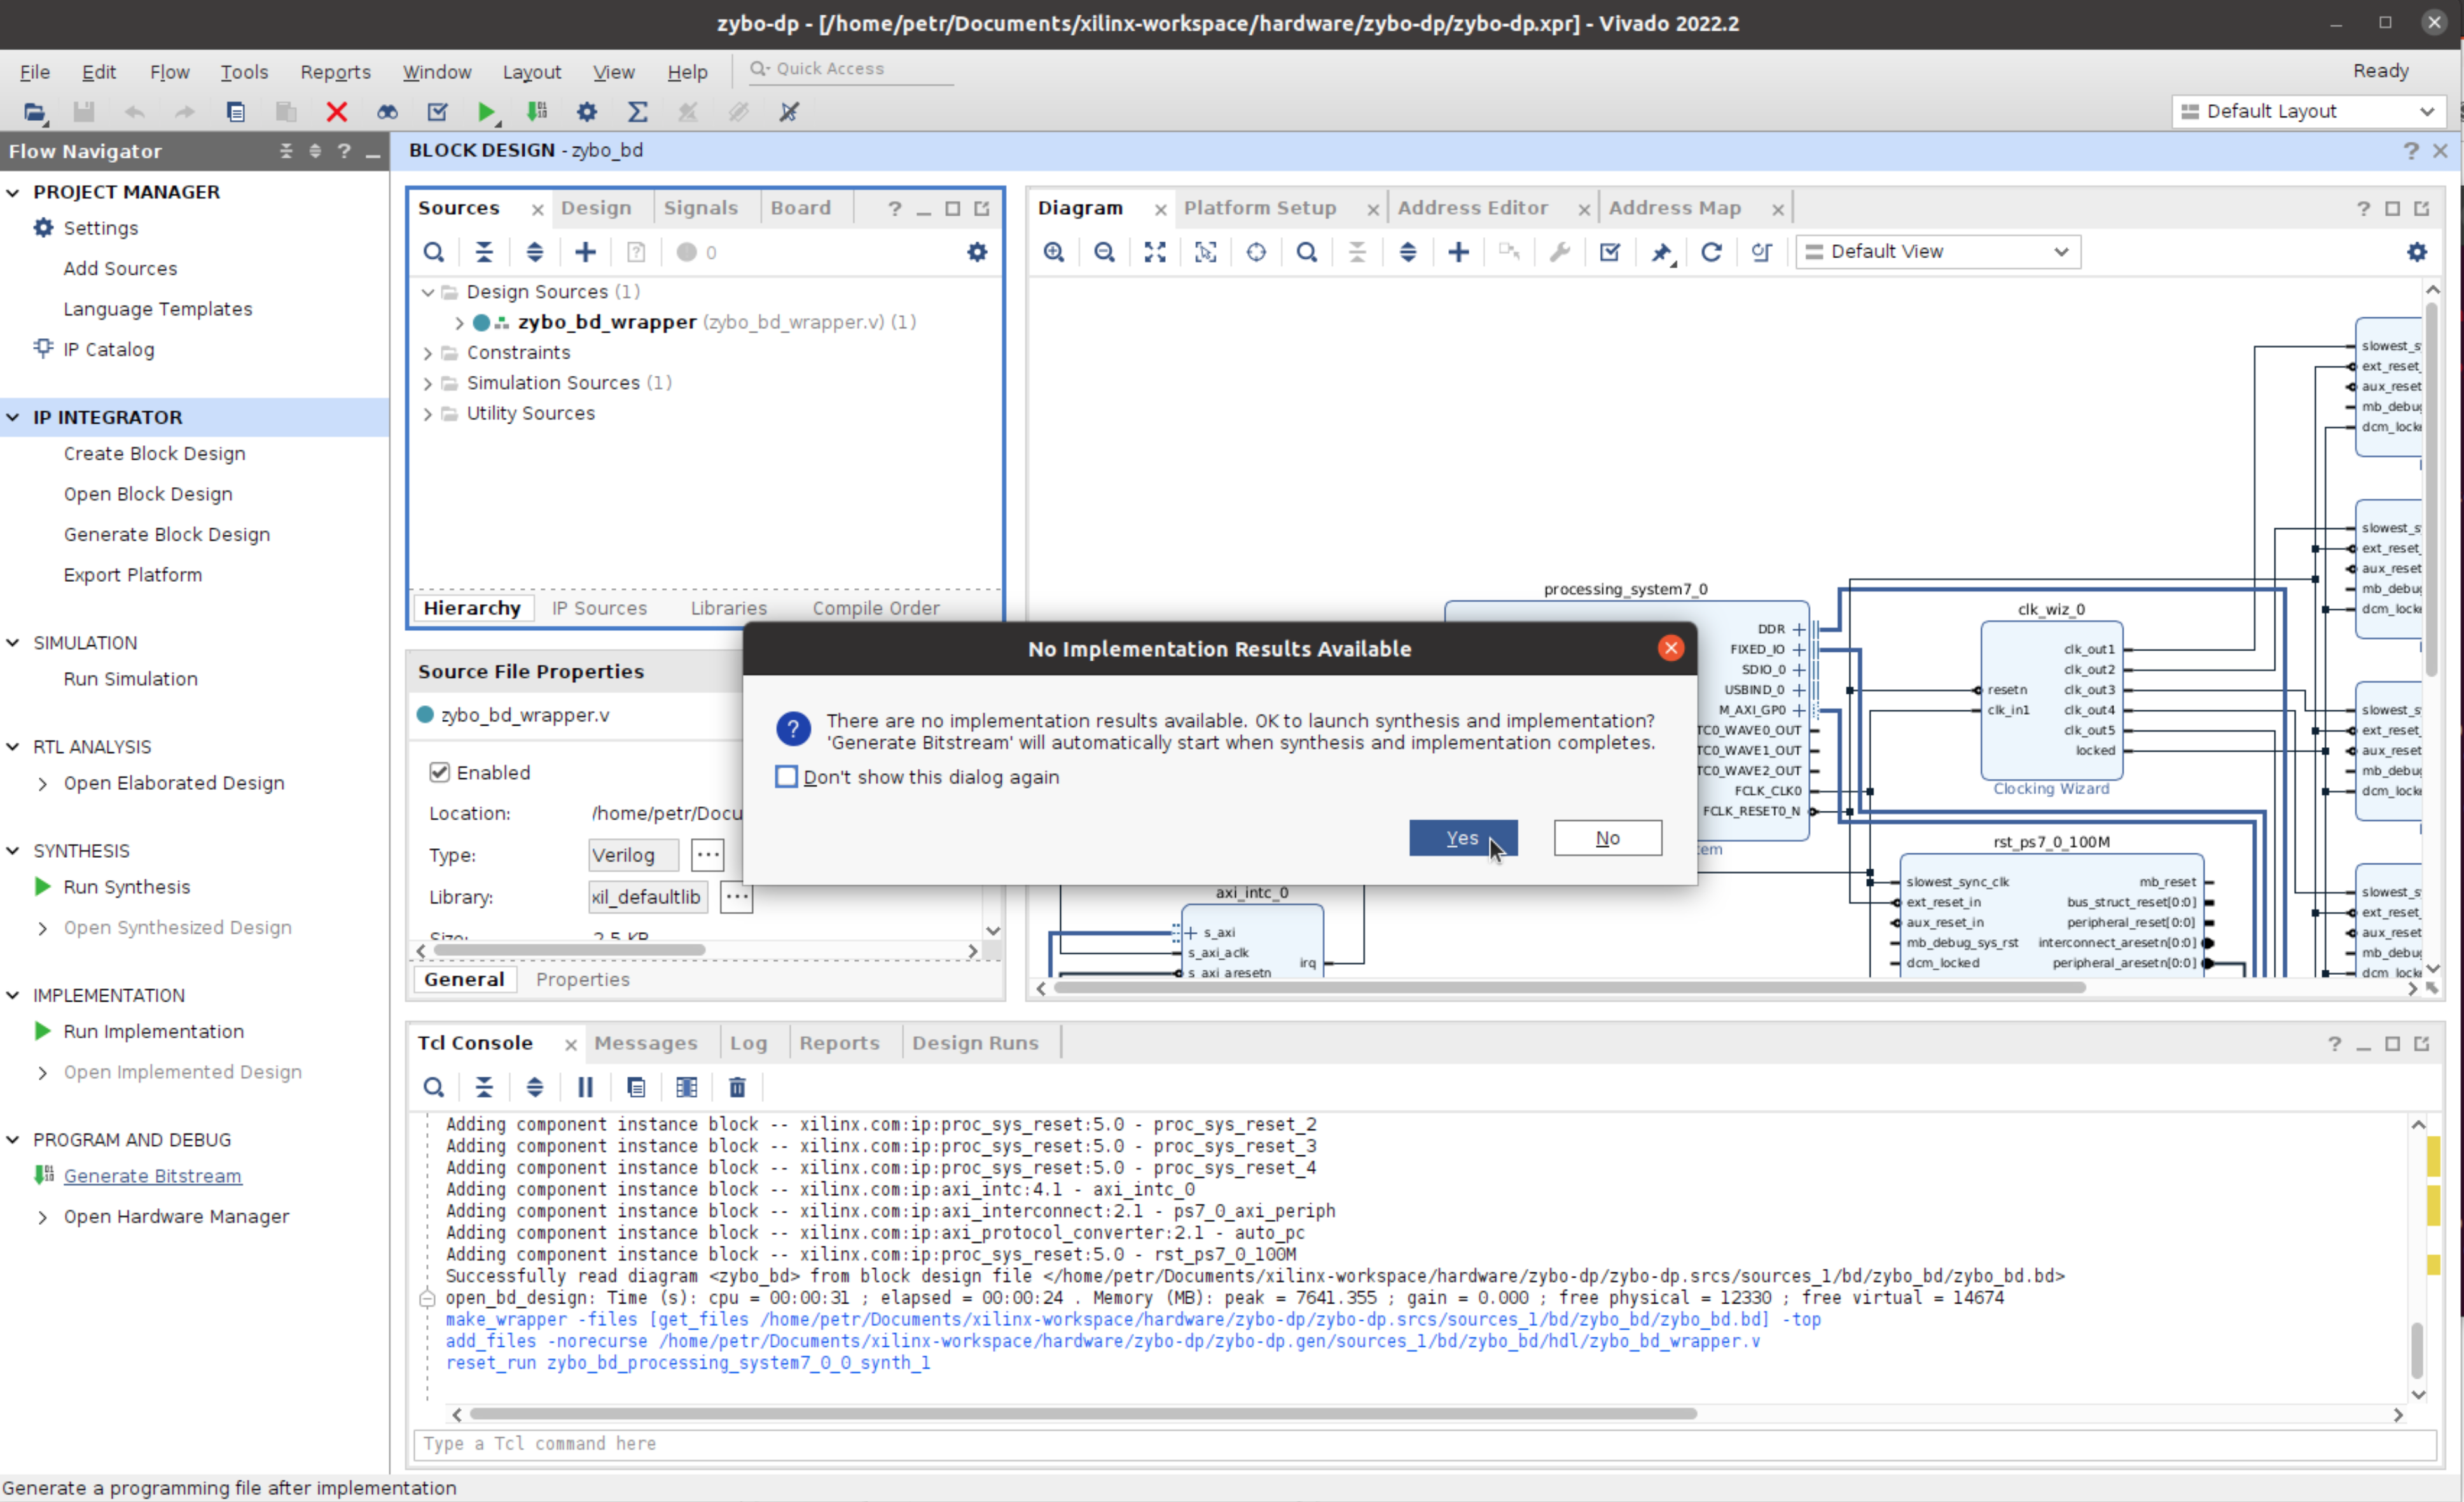 zybo-dp - [/home/petr/Documents/xilinx-workspace/hardware/zybo-dp/zybo-dp.xpr] - Vivado 2022.2
File Edit Flow Tools Reports Window Layout View Help Quick Access Ready
Default Layout
Flow Navigator
PROJECT MANAGER
Settings
Add Sources
Language Templates
IP Catalog
IP INTEGRATOR
Create Block Design
Open Block Design
Generate Block Design
Export Platform
SIMULATION
Run Simulation
RTL ANALYSIS
Open Elaborated Design
SYNTHESIS
Run Synthesis
Open Synthesized Design
IMPLEMENTATION
Run Implementation
Open Implemented Design
PROGRAM AND DEBUG
Generate Bitstream
Open Hardware Manager
BLOCK DESIGN - zybo_bd
Sources Design Signals Board
0
Design Sources (1)
zybo_bd_wrapper (zybo_bd_wrapper.v) (1)
Constraints
Simulation Sources (1)
Utility Sources
Hierarchy IP Sources Libraries Compile Order
Source File Properties
zybo_bd_wrapper.v
Enabled
Location: /home/petr/Docu
Type: Verilog
Library: xil_defaultlib
Size: 2.5 KB
General Properties
Diagram Platform Setup Address Editor Address Map
Default View
processing_system7_0
DDR
FIXED_IO
SDIO_0
USBIND_0
M_AXI_GP0
TC0_WAVE0_OUT
TC0_WAVE1_OUT
TC0_WAVE2_OUT
FCLK_CLK0
FCLK_RESET0_N
tem
clk_wiz_0
clk_out1
clk_out2
resetn clk_out3
clk_in1 clk_out4
clk_out5
locked
Clocking Wizard
rst_ps7_0_100M
slowest_sync_clk mb_reset
ext_reset_in bus_struct_reset[0:0]
aux_reset_in peripheral_reset[0:0]
mb_debug_sys_rst interconnect_aresetn[0:0]
dcm_locked peripheral_aresetn[0:0]
axi_intc_0
s_axi
s_axi_aclk
s_axi_aresetn
irq
slowest_s
ext_reset_
aux_reset
mb_debug
dcm_locke
slowest_s
ext_reset_
aux_reset
mb_debug
dcm_locke
slowest_s
ext_reset_
aux_reset
mb_debug
dcm_locke
slowest_s
ext_reset_
aux_reset
mb_debug
dcm_locke
No Implementation Results Available
There are no implementation results available. OK to launch synthesis and implementation?
'Generate Bitstream' will automatically start when synthesis and implementation completes.
Don't show this dialog again
Yes No
Tcl Console Messages Log Reports Design Runs
Adding component instance block -- xilinx.com:ip:proc_sys_reset:5.0 - proc_sys_reset_2
Adding component instance block -- xilinx.com:ip:proc_sys_reset:5.0 - proc_sys_reset_3
Adding component instance block -- xilinx.com:ip:proc_sys_reset:5.0 - proc_sys_reset_4
Adding component instance block -- xilinx.com:ip:axi_intc:4.1 - axi_intc_0
Adding component instance block -- xilinx.com:ip:axi_interconnect:2.1 - ps7_0_axi_periph
Adding component instance block -- xilinx.com:ip:axi_protocol_converter:2.1 - auto_pc
Adding component instance block -- xilinx.com:ip:proc_sys_reset:5.0 - rst_ps7_0_100M
Successfully read diagram <zybo_bd> from block design file </home/petr/Documents/xilinx-workspace/hardware/zybo-dp/zybo-dp.srcs/sources_1/bd/zybo_bd/zybo_bd.bd>
open_bd_design: Time (s): cpu = 00:00:31 ; elapsed = 00:00:24 . Memory (MB): peak = 7641.355 ; gain = 0.000 ; free physical = 12330 ; free virtual = 14674
make_wrapper -files [get_files /home/petr/Documents/xilinx-workspace/hardware/zybo-dp/zybo-dp.srcs/sources_1/bd/zybo_bd/zybo_bd.bd] -top
add_files -norecurse /home/petr/Documents/xilinx-workspace/hardware/zybo-dp/zybo-dp.gen/sources_1/bd/zybo_bd/hdl/zybo_bd_wrapper.v
reset_run zybo_bd_processing_system7_0_0_synth_1
Type a Tcl command here
Generate a programming file after implementation